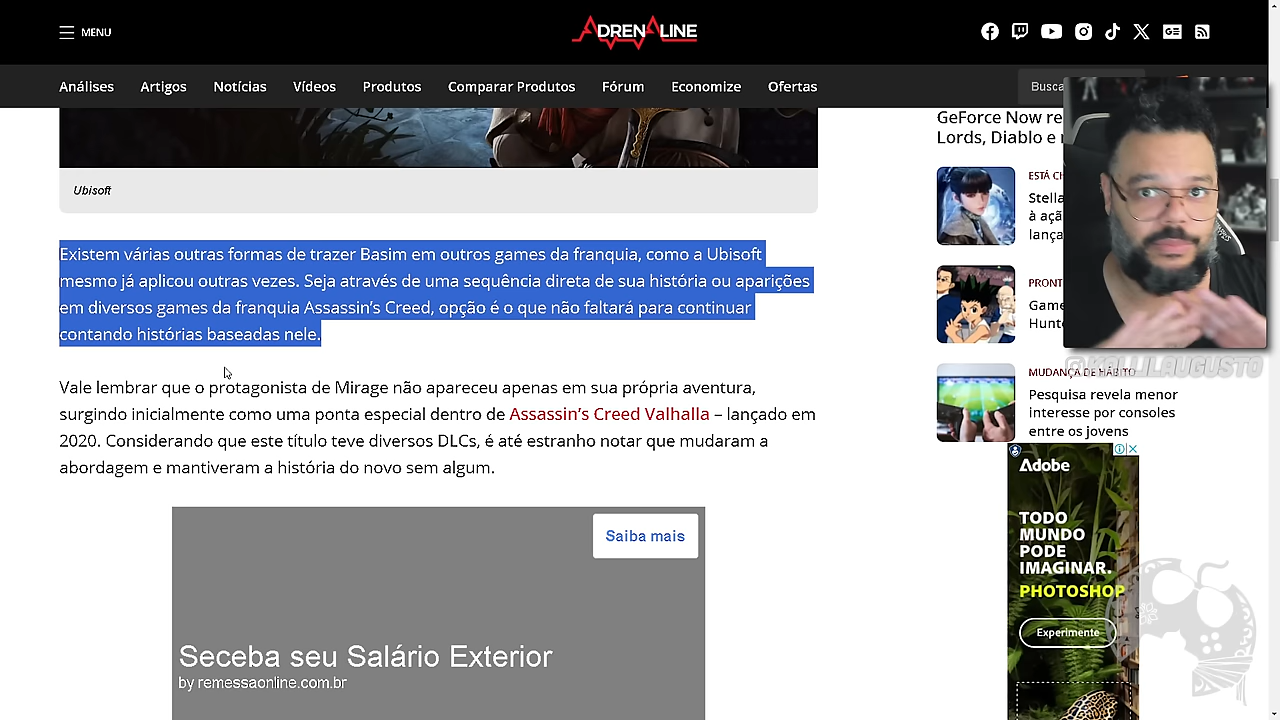 MENU
ADRENALINE
Análises
Artigos
Notícias
Vídeos
Produtos
Comparar Produtos
Fórum
Economize
Ofertas
Busca
Ubisoft
Existem várias outras formas de trazer Basim em outros games da franquia, como a Ubisoft
mesmo já aplicou outras vezes. Seja através de uma sequência direta de sua história ou aparições
em diversos games da franquia Assassin’s Creed, opção é o que não faltará para continuar
contando histórias baseadas nele.
Vale lembrar que o protagonista de Mirage não apareceu apenas em sua própria aventura,
surgindo inicialmente como uma ponta especial dentro de Assassin’s Creed Valhalla – lançado em
2020. Considerando que este título teve diversos DLCs, é até estranho notar que mudaram a
abordagem e mantiveram a história do novo sem algum.
Saiba mais
Seceba seu Salário Exterior
by remessaonline.com.br
GeForce Now re
Lords, Diablo e
ESTÁ CH
Stella
à açã
lança
PRONT
Game
Hunt
@KALLILAUGUSTO
MUDANÇA DE HÁBITO
Pesquisa revela menor
interesse por consoles
entre os jovens
Adobe
TODO
MUNDO
PODE
IMAGINAR.
PHOTOSHOP
Experimente